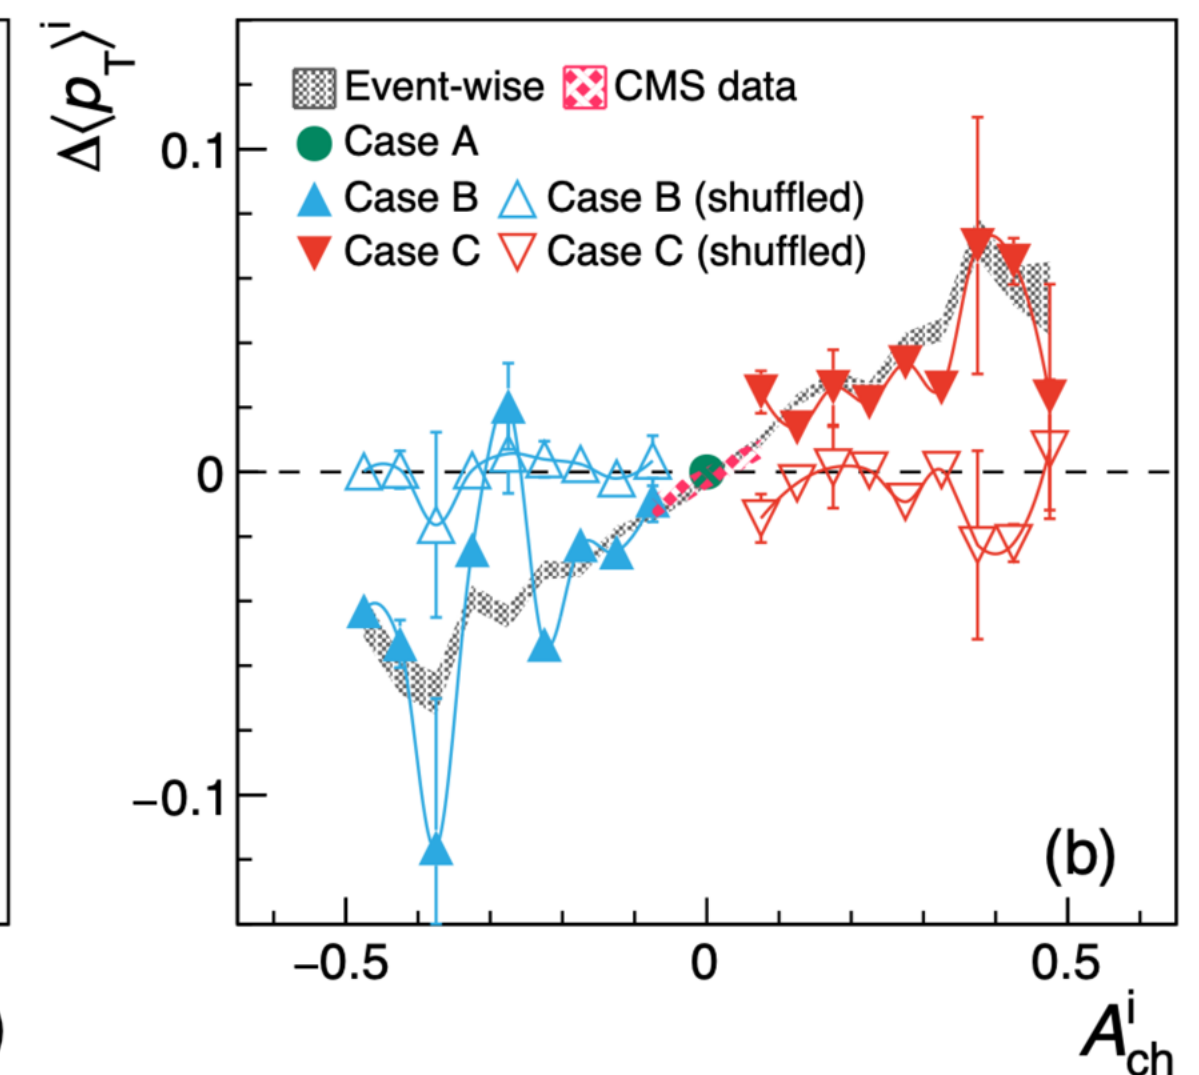 Δ⟨p_T⟩^i
Event-wise CMS data
Case A
Case B Case B (shuffled)
Case C Case C (shuffled)
0.1
0
−0.1
(b)
−0.5 0 0.5
A^i_ch